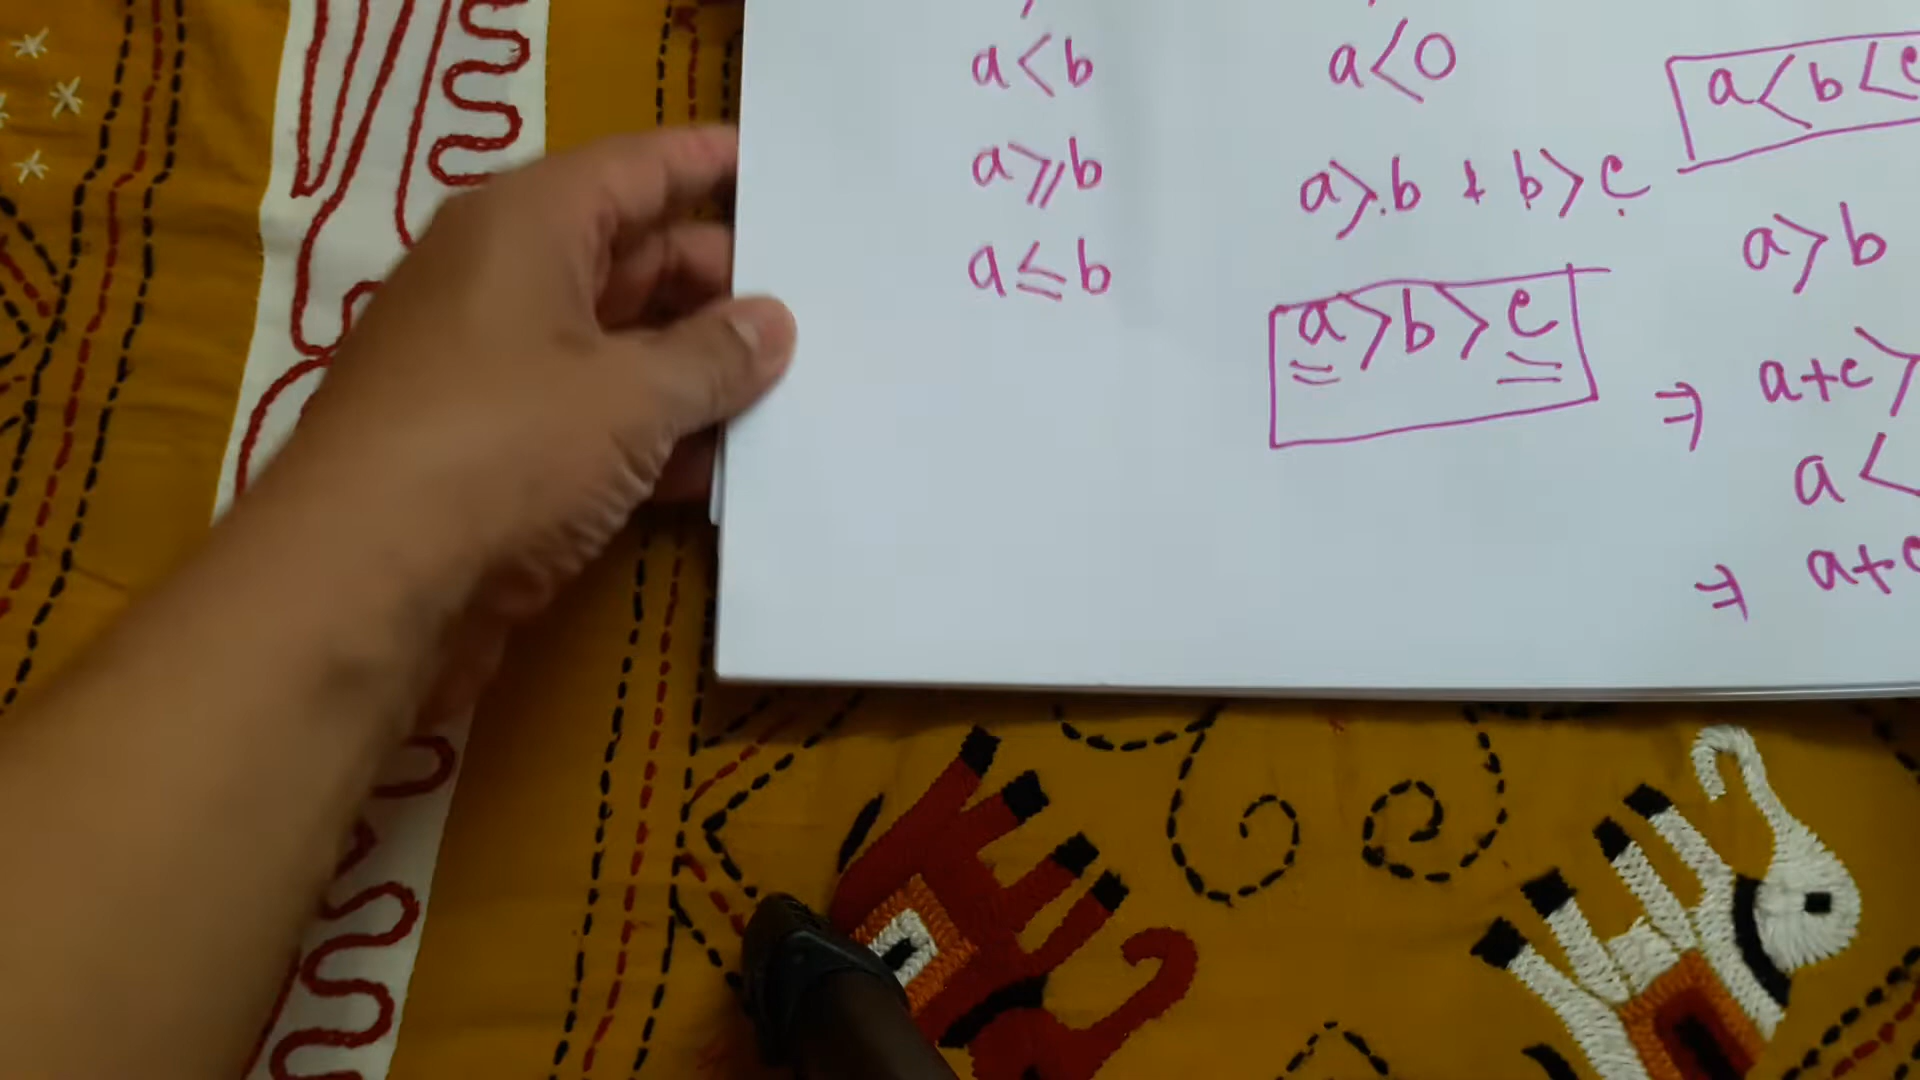 a<b
a⩾b
a≤b
a<0
a>b & b>c
a>b>c
a<b<c
a>b
⇒ a+c>
a<
⇒ a+c